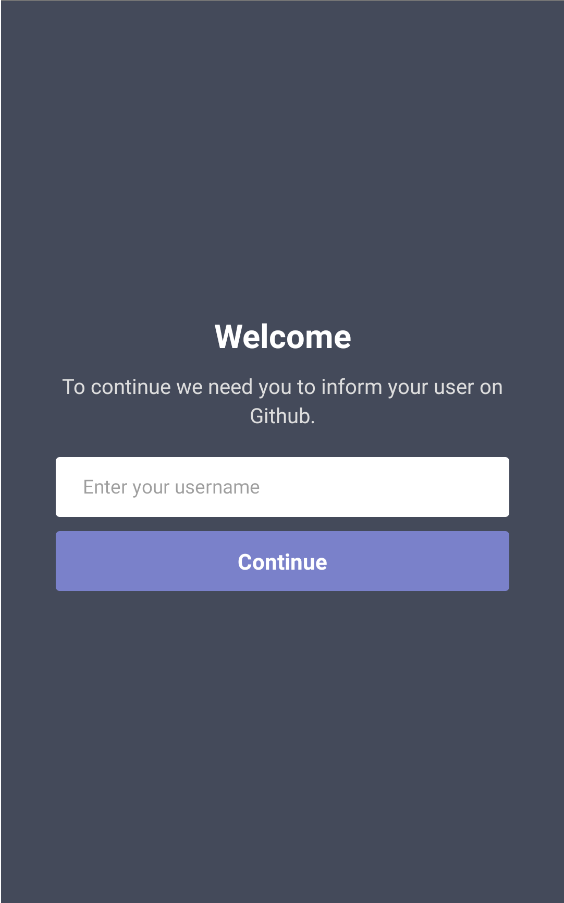 Welcome
To continue we need you to inform your user on
Github.
Enter your username
Continue